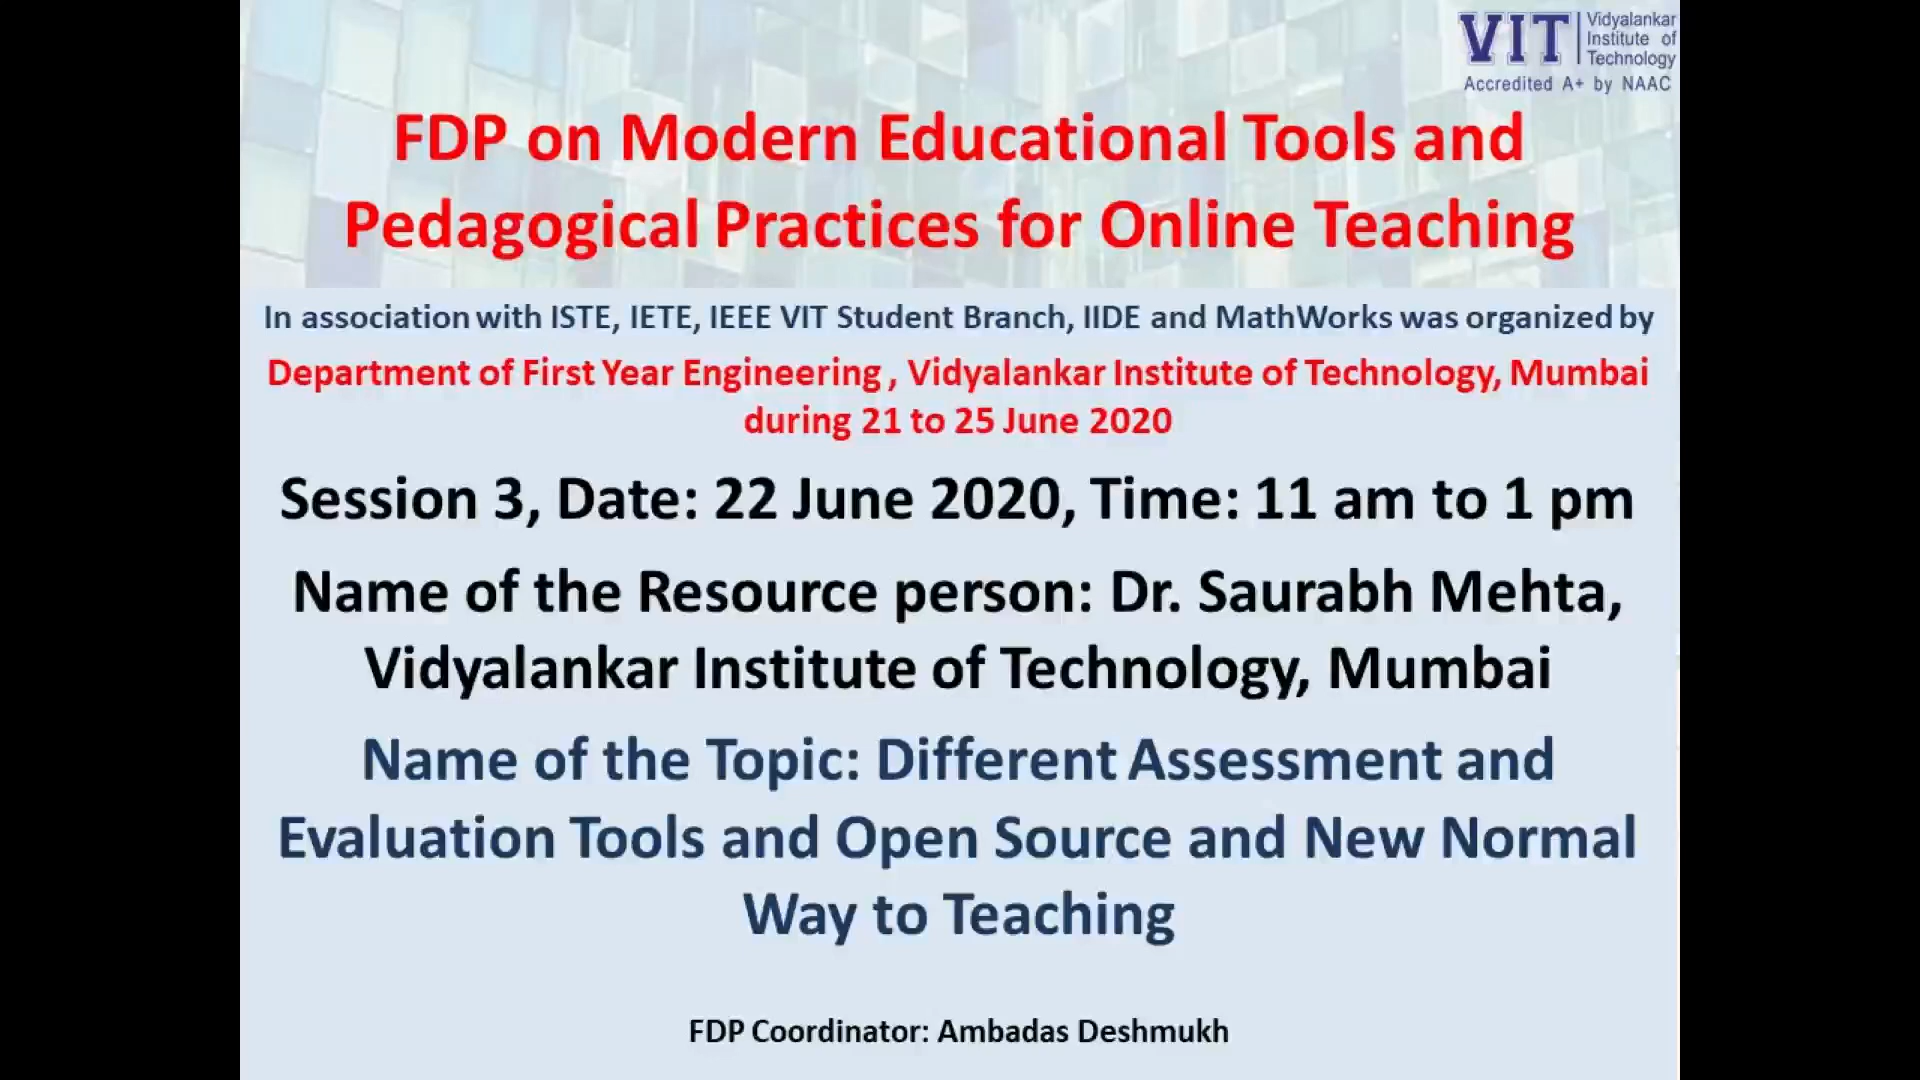 VIT
Vidyalankar
Institute of
Technology
Accredited A+ by NAAC
FDP on Modern Educational Tools and
Pedagogical Practices for Online Teaching
In association with ISTE, IETE, IEEE VIT Student Branch, IIDE and MathWorks was organized by
Department of First Year Engineering , Vidyalankar Institute of Technology, Mumbai
during 21 to 25 June 2020
Session 3, Date: 22 June 2020, Time: 11 am to 1 pm
Name of the Resource person: Dr. Saurabh Mehta,
Vidyalankar Institute of Technology, Mumbai
Name of the Topic: Different Assessment and
Evaluation Tools and Open Source and New Normal
Way to Teaching
FDP Coordinator: Ambadas Deshmukh